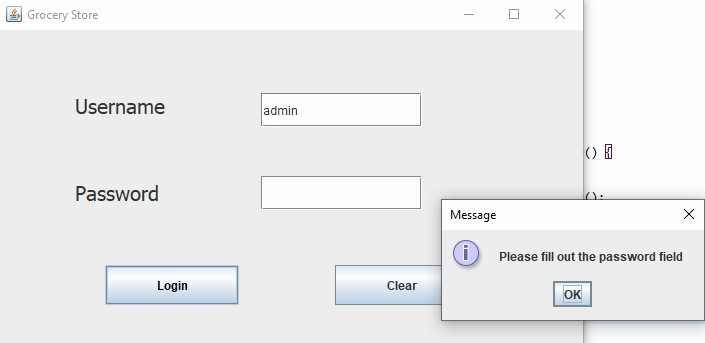 Grocery Store
Username
admin
() {
Password
();
Message
Please fill out the password field
Login
Clear
OK